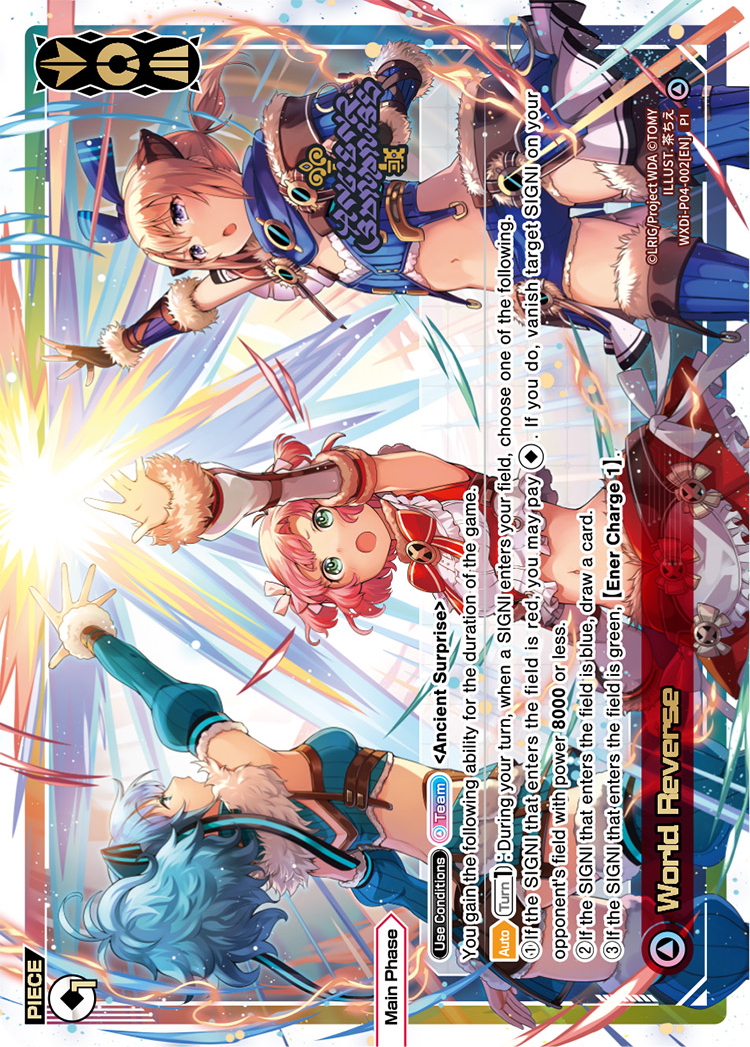 PIECE
1
Main Phase
Use Conditions Team <Ancient Surprise>
You gain the following ability for the duration of the game.
Auto Turn 1: During your turn, when a SIGNI enters your field, choose one of the following.
① If the SIGNI that enters the field is red, you may pay ◆. If you do, vanish target SIGNI on your
opponent's field with power 8000 or less.
② If the SIGNI that enters the field is blue, draw a card.
③ If the SIGNI that enters the field is green, [Ener Charge 1].
World Reverse
©LRIG/Project WDA ©TOMY
ILLUST. 茶ちえ
WXDi-P04-002[EN] PI